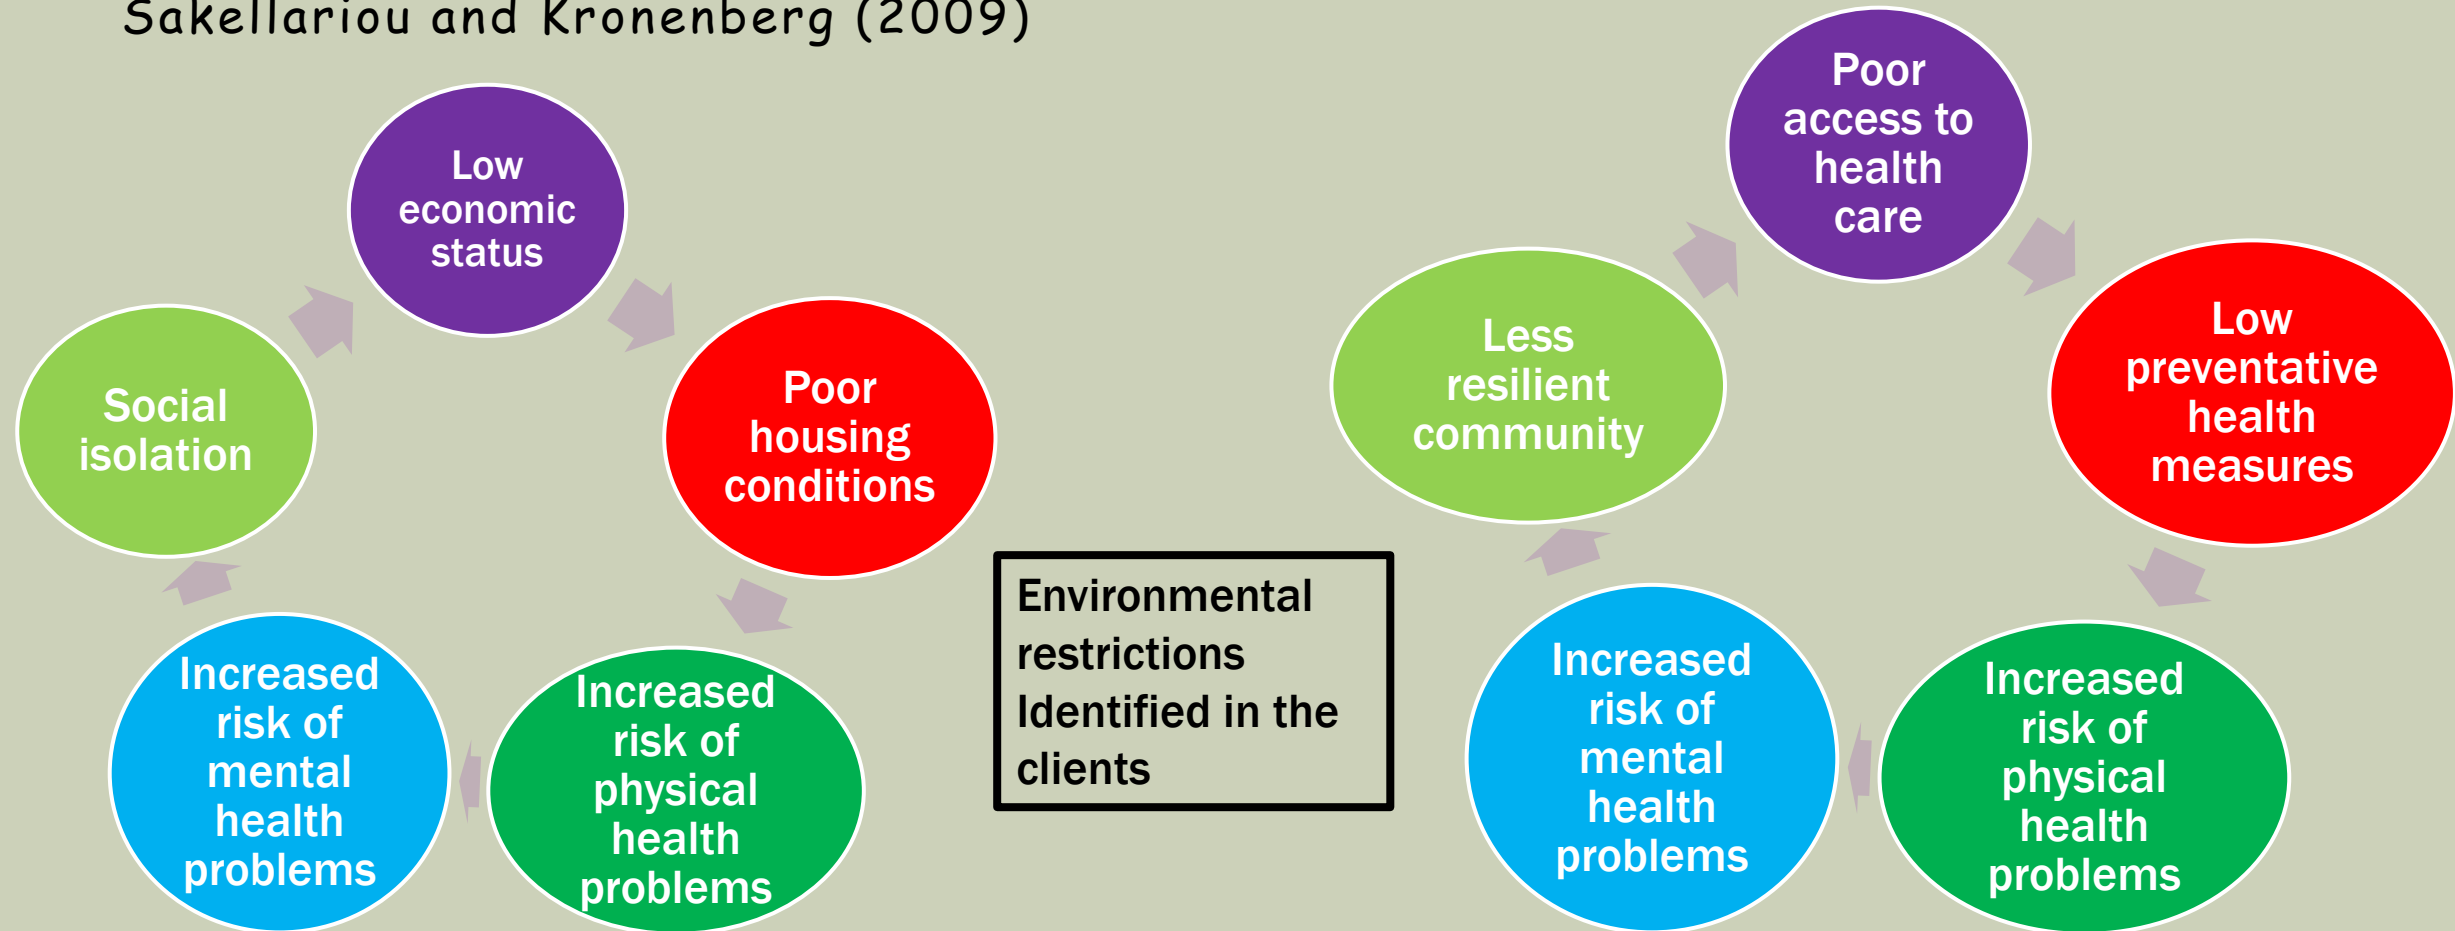 Sakellariou and Kronenberg (2009)
Low
economic
status
Poor
housing
conditions
Increased
risk of
physical
health
problems
Increased
risk of
mental
health
problems
Social
isolation
Environmental
restrictions
Identified in the
clients
Poor
access to
health
care
Low
preventative
health
measures
Increased
risk of
physical
health
problems
Increased
risk of
mental
health
problems
Less
resilient
community